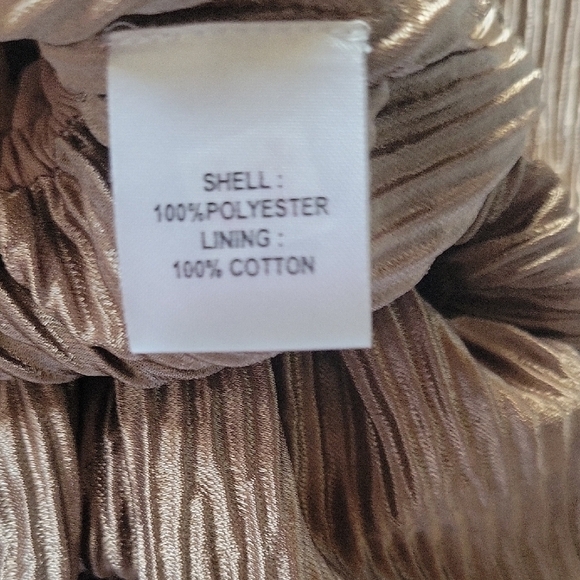 SHELL :
100%POLYESTER
LINING :
100% COTTON